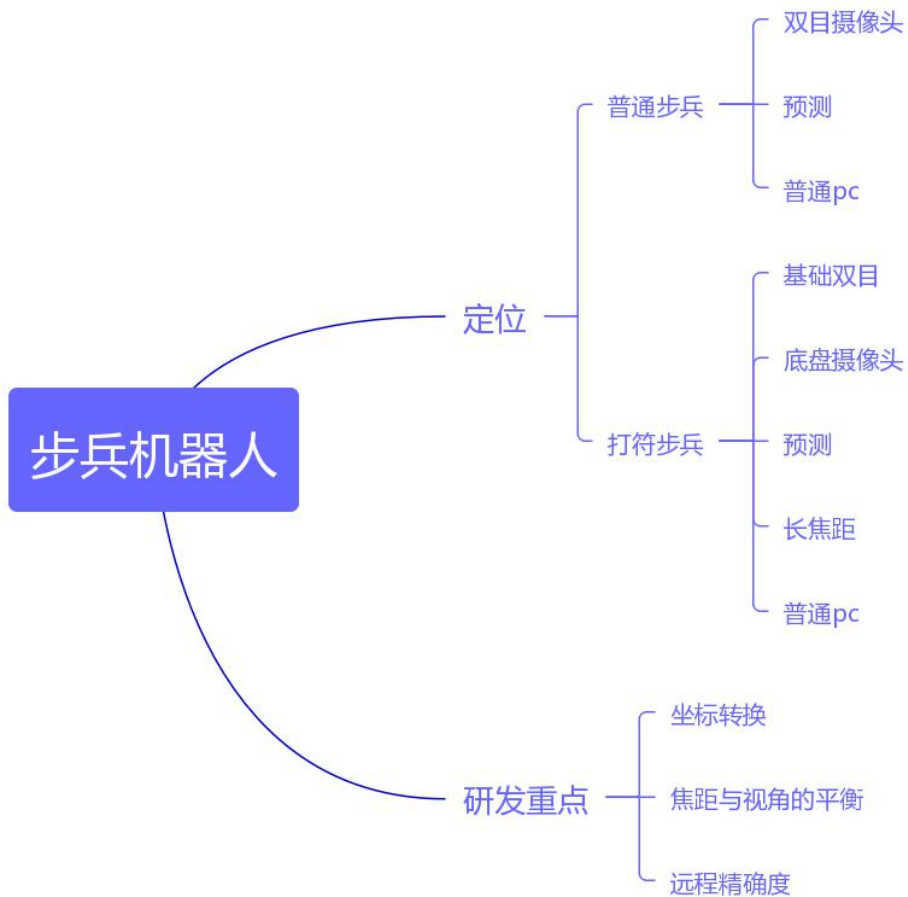 步兵机器人
定位
普通步兵
双目摄像头
预测
普通pc
打符步兵
基础双目
底盘摄像头
预测
长焦距
普通pc
研发重点
坐标转换
焦距与视角的平衡
远程精确度